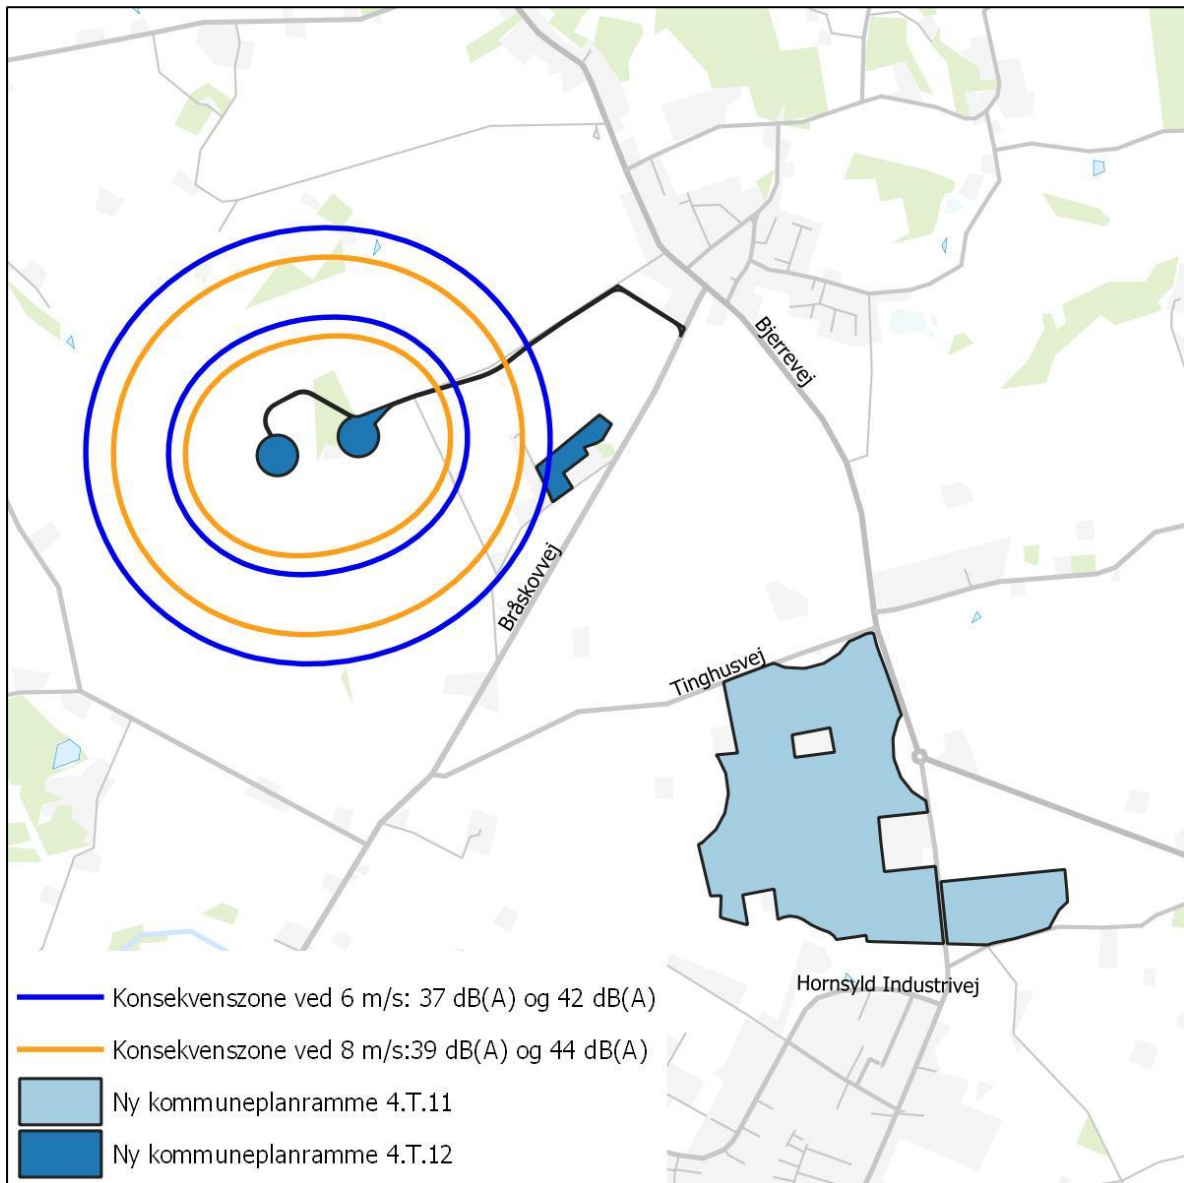 Bjerrevej
Bråskovvej
Tinghusvej
Hornsyld Industrivej
Konsekvenszone ved 6 m/s: 37 dB(A) og 42 dB(A)
Konsekvenszone ved 8 m/s:39 dB(A) og 44 dB(A)
Ny kommuneplanramme 4.T.11
Ny kommuneplanramme 4.T.12